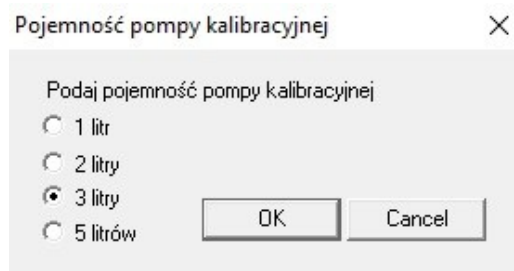 Pojemność pompy kalibracyjnej
Podaj pojemność pompy kalibracyjnej
1 litr
2 litry
3 litry
5 litrów
OK
Cancel